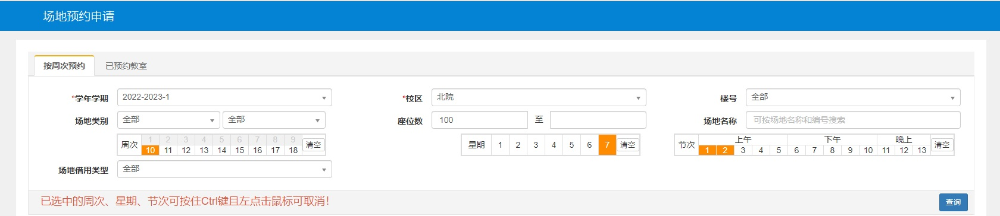 场地预约申请
按周次预约 已预约教室
*学年学期 2022-2023-1 *校区 北院 楼号 全部
场地类别 全部 全部 座位数 100 至 场地名称 可按场地名称和编号搜索
周次 1 2 3 4 5 6 7 8 9 清空 星期 1 2 3 4 5 6 7 清空 节次 上午 下午 晚上 清空
10 11 12 13 14 15 16 17 18 1 2 3 4 5 6 7 8 9 10 11 12 13
场地借用类型 全部
已选中的周次、星期、节次可按住Ctrl键且左点击鼠标可取消! 查询